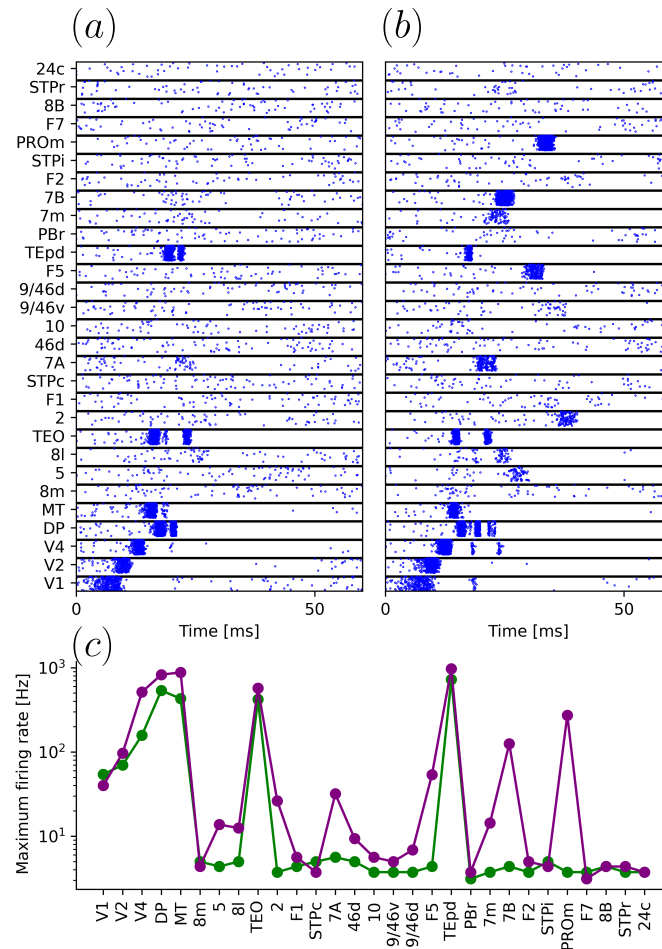 (a)
(b)
24c
STPr
8B
F7
PROm
STPi
F2
7B
7m
PBr
TEpd
F5
9/46d
9/46v
10
46d
7A
STPc
F1
2
TEO
8l
5
8m
MT
DP
V4
V2
V1
0
50
0
50
Time [ms]
Time [ms]
(c)
Maximum firing rate [Hz]
10³
10²
10¹
V1
V2
V4
DP
MT
8m
5
8l
TEO
2
F1
STPc
7A
46d
10
9/46v
9/46d
F5
TEpd
PBr
7m
7B
F2
STPi
PROm
F7
8B
STPr
24c